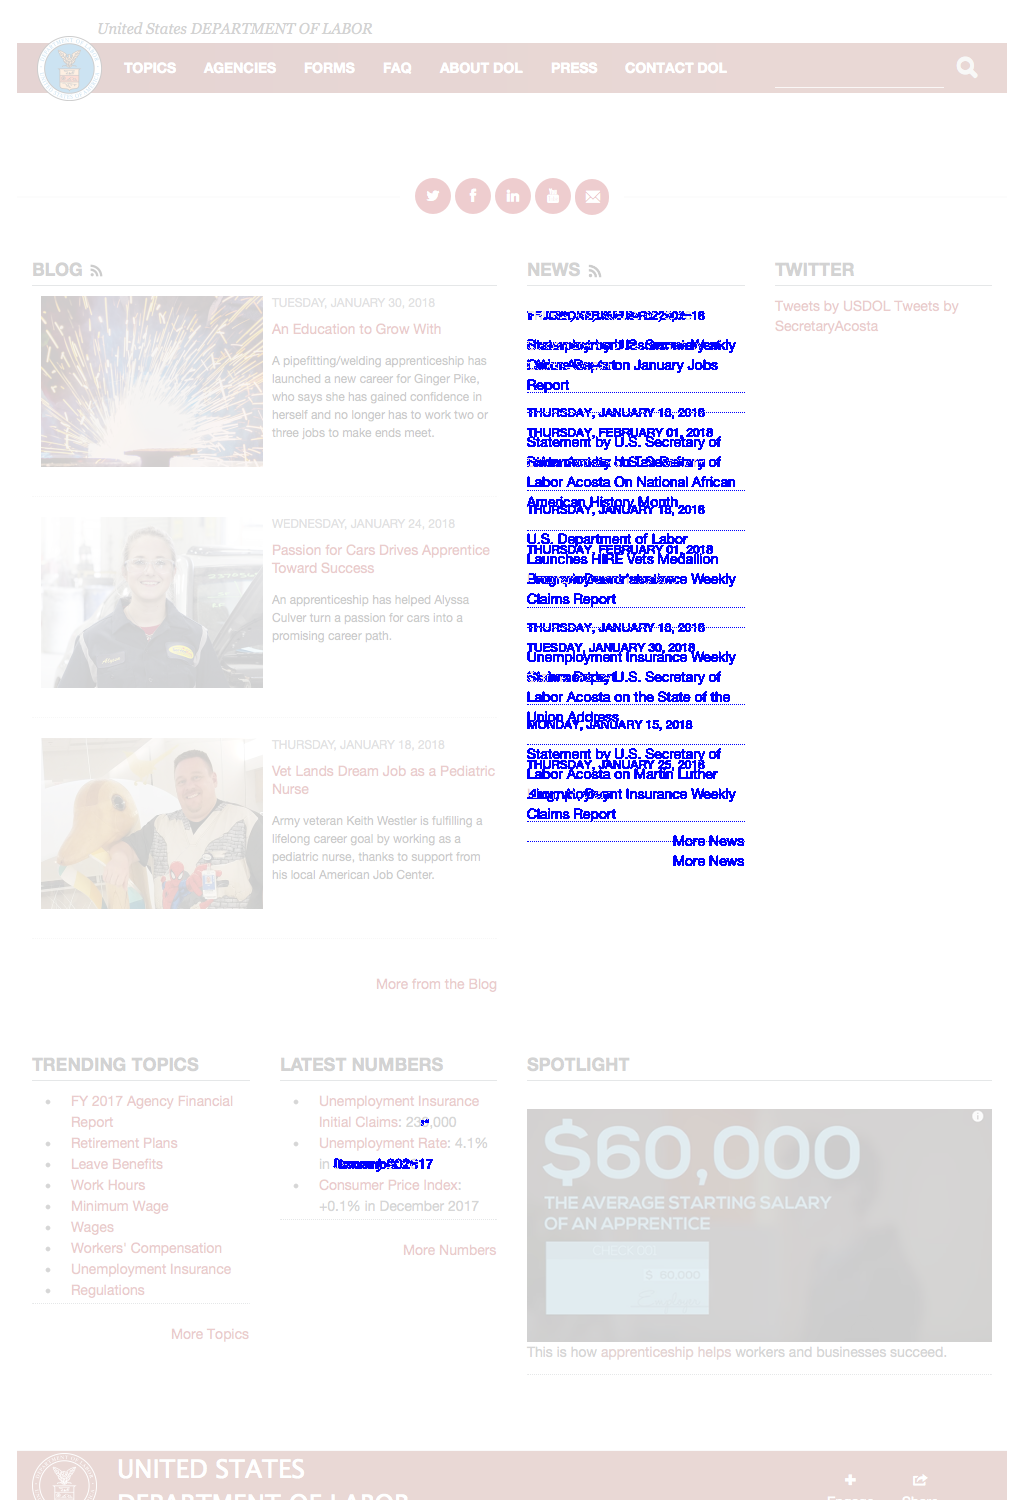 United States DEPARTMENT OF LABOR
TOPICS AGENCIES FORMS FAQ ABOUT DOL PRESS CONTACT DOL
BLOG
TUESDAY, JANUARY 30, 2018
An Education to Grow With
A pipefitting/welding apprenticeship has
launched a new career for Ginger Pike,
who says she has gained confidence in
herself and no longer has to work two or
three jobs to make ends meet.
WEDNESDAY, JANUARY 24, 2018
Passion for Cars Drives Apprentice
Toward Success
An apprenticeship has helped Alyssa
Culver turn a passion for cars into a
promising career path.
THURSDAY, JANUARY 18, 2018
Vet Lands Dream Job as a Pediatric
Nurse
Army veteran Keith Westler is fulfilling a
lifelong career goal by working as a
pediatric nurse, thanks to support from
his local American Job Center.
More from the Blog
NEWS
Weekly
on January Jobs
Report
THURSDAY, JANUARY 2018
THURSDAY, FEBRUARY 01, 2018
Statement by U.S. Secretary of
of
Labor Acosta On National African
American History Month
THURSDAY, JANUARY 18, 2018
U.S. Department of Labor
THURSDAY, FEBRUARY 01, 2018
Launches HIRE Vets Medallion
Weekly
Claims Report
THURSDAY, JANUARY 2018
TUESDAY, JANUARY 30, 2018
Unemployment Insurance Weekly
U.S. Secretary of
Labor Acosta on the State of the
Union Address
MONDAY, JANUARY 15, 2018
Statement by U.S. Secretary of
THURSDAY, JANUARY 25, 2018
Labor Acosta on Martin Luther
Insurance Weekly
Claims Report
More News
More News
TWITTER
Tweets by USDOL Tweets by
SecretaryAcosta
TRENDING TOPICS
FY 2017 Agency Financial
Report
Retirement Plans
Leave Benefits
Work Hours
Minimum Wage
Wages
Workers' Compensation
Unemployment Insurance
Regulations
More Topics
LATEST NUMBERS
Unemployment Insurance
Initial Claims:
Unemployment Rate: 4.1%
in
Consumer Price Index:
+0.1% in December 2017
More Numbers
SPOTLIGHT
$60,000
THE AVERAGE STARTING SALARY
OF AN APPRENTICE
$ 60,000
This is how apprenticeship helps workers and businesses succeed.
UNITED STATES
DEPARTMENT OF LABOR